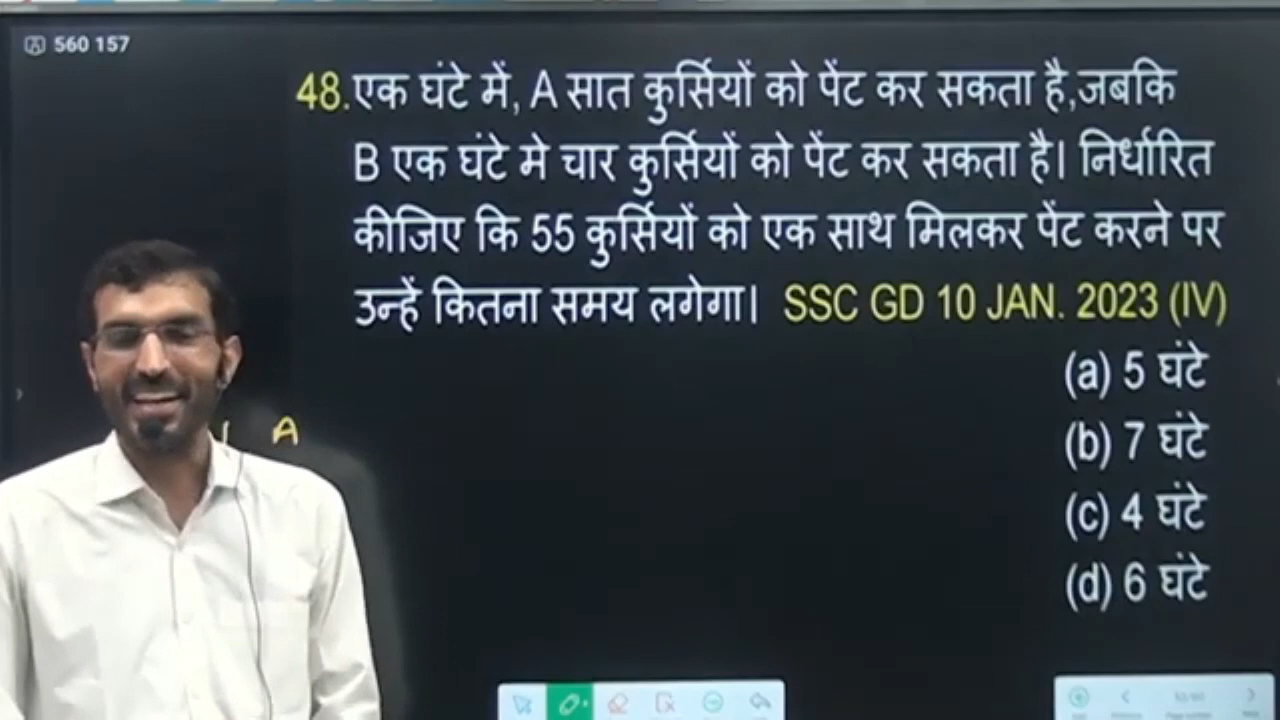 560 157
48.एक घंटे में, A सात कुर्सियों को पेंट कर सकता है,जबकि
B एक घंटे मे चार कुर्सियों को पेंट कर सकता है। निर्धारित
कीजिए कि 55 कुर्सियों को एक साथ मिलकर पेंट करने पर
उन्हें कितना समय लगेगा। SSC GD 10 JAN. 2023 (IV)
(a) 5 घंटे
(b) 7 घंटे
(c) 4 घंटे
(d) 6 घंटे
A